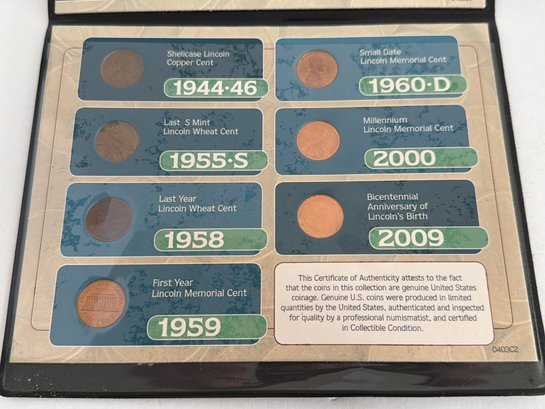 Shellcase Lincoln
Copper Cent
1944-46
Last S Mint
Lincoln Wheat Cent
1955-S
Last Year
Lincoln Wheat Cent
1958
First Year
Lincoln Memorial Cent
1959
Small Date
Lincoln Memorial Cent
1960-D
Millennium
Lincoln Memorial Cent
2000
Bicentennial
Anniversary of
Lincoln's Birth
2009
This Certificate of Authenticity attests to the fact
that the coins in this collection are genuine United States
coinage. Genuine U.S. coins were produced in limited
quantities by the United States, authenticated and inspected
for quality by a professional numismatist, and certified
in Collectible Condition.
0403C2